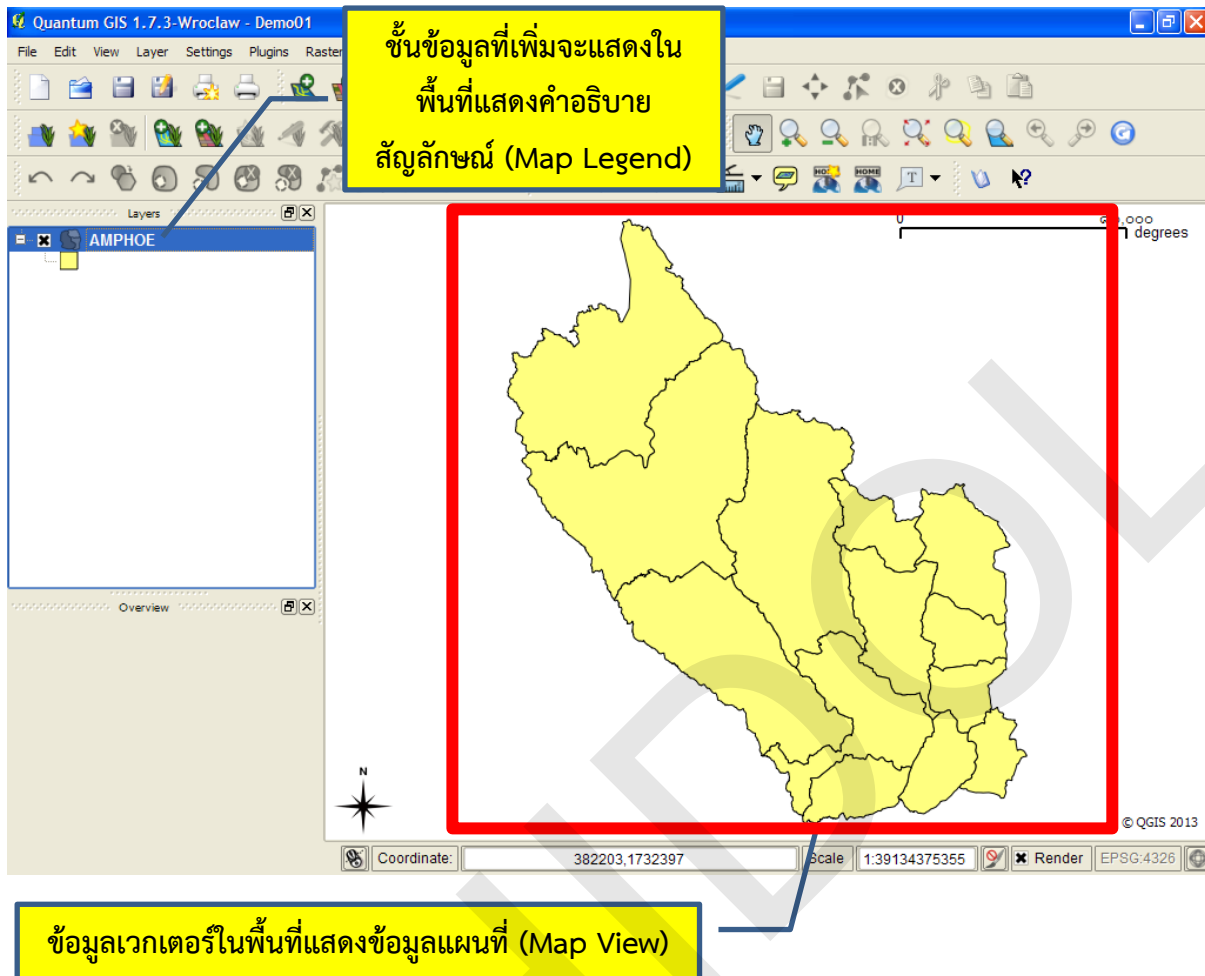 Quantum GIS 1.7.3-Wroclaw - Demo01
File Edit View Layer Settings Plugins Raster
ชั้นข้อมูลที่เพิ่มจะแสดงใน
พื้นที่แสดงคำอธิบาย
สัญลักษณ์ (Map Legend)
Layers
AMPHOE
Overview
0
๐,๐๐๐
degrees
N
© QGIS 2013
Coordinate: 382203,1732397 Scale 1:39134375355 Render EPSG:4326
ข้อมูลเวกเตอร์ในพื้นที่แสดงข้อมูลแผนที่ (Map View)